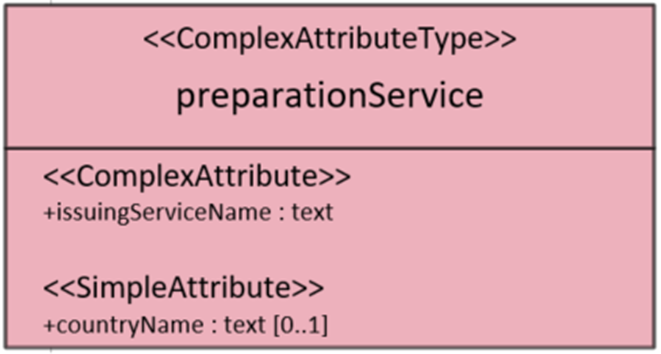 <<ComplexAttributeType>>
preparationService
<<ComplexAttribute>>
+issuingServiceName : text
<<SimpleAttribute>>
+countryName : text [0..1]